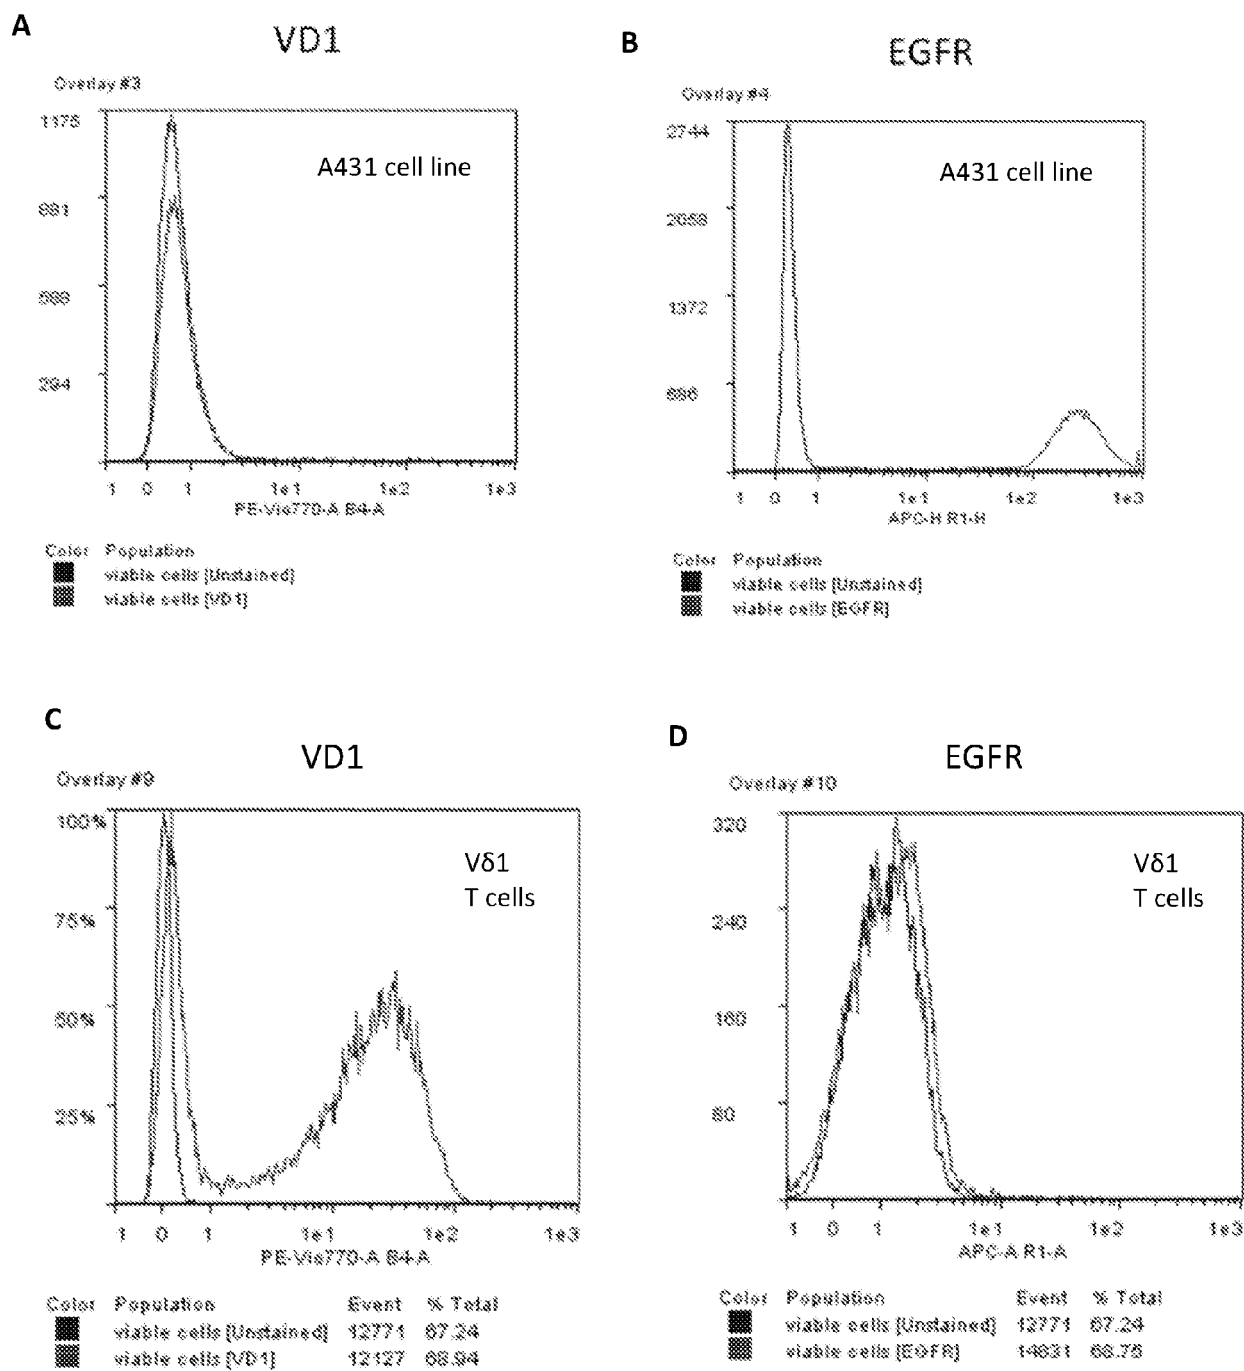 A
VD1
Overlay #3
1175
881
588
294
A431 cell line
1 0 1 1e1 1e2 1e3
PE-Vio770-A B4-A
Color Population
viable cells [Unstained]
viable cells [VD1]
B
EGFR
Overlay #4
2744
2058
1372
686
A431 cell line
1 0 1 1e1 1e2 1e3
APC-H R1-H
Color Population
viable cells [Unstained]
viable cells [EGFR]
C
VD1
Overlay #9
100%
75%
50%
25%
Vδ1
T cells
1 0 1 1e1 1e2 1e3
PE-Vio770-A B4-A
Color Population Event % Total
viable cells [Unstained] 12771 67.24
viable cells [VD1] 12127 68.94
D
EGFR
Overlay #10
320
240
160
80
Vδ1
T cells
1 0 1 1e1 1e2 1e3
APC-A R1-A
Color Population Event % Total
viable cells [Unstained] 12771 67.24
viable cells [EGFR] 14631 68.75